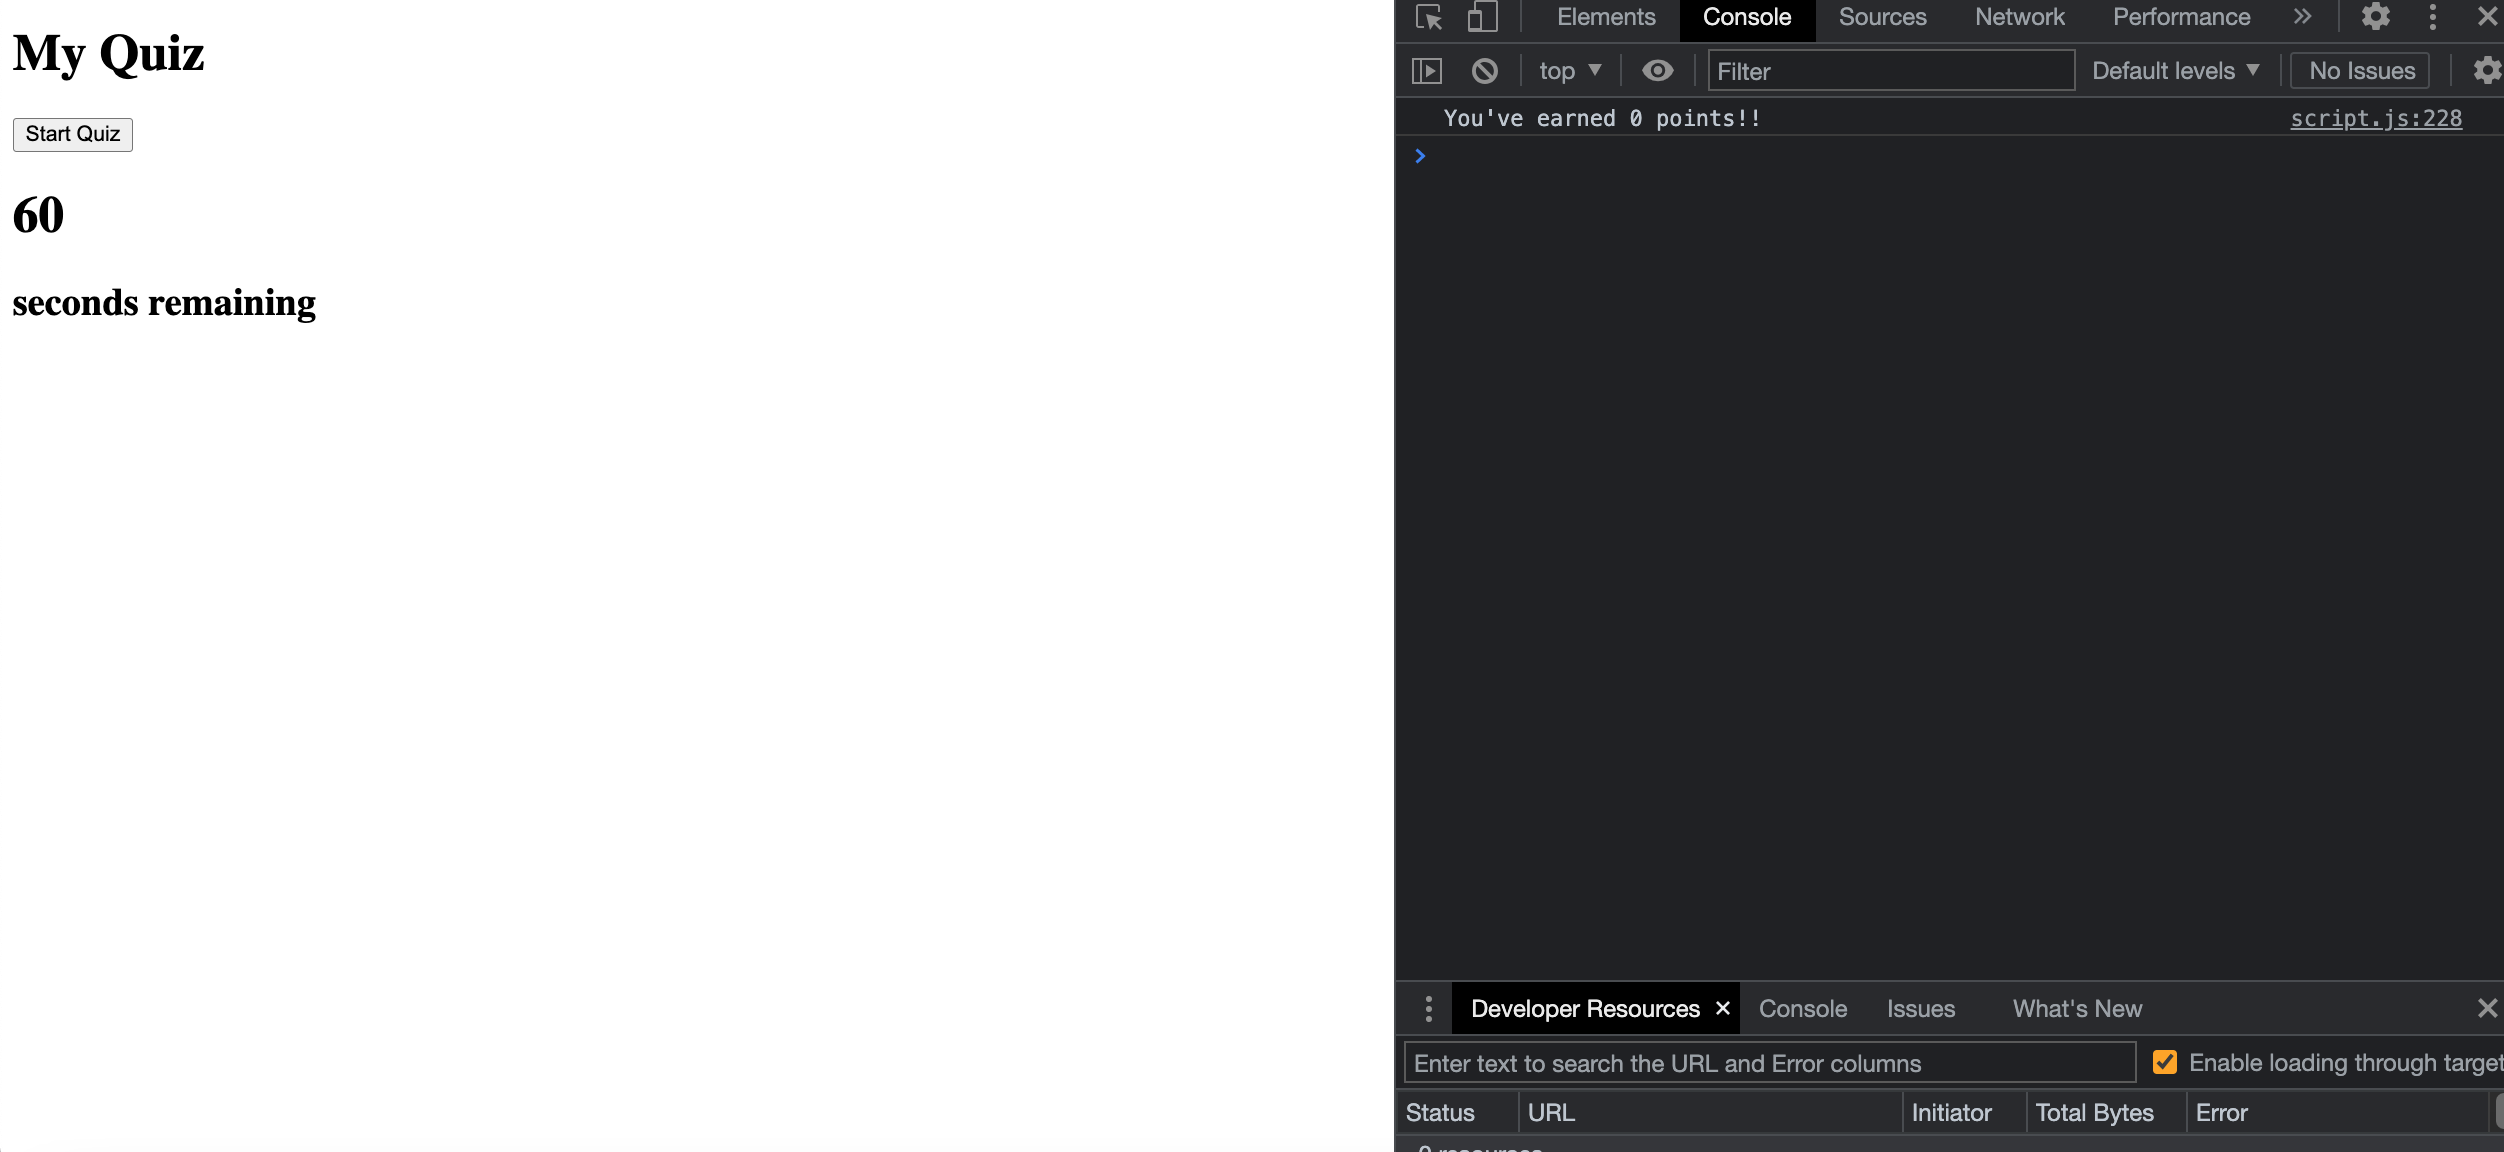 My Quiz
Start Quiz
60
seconds remaining
Elements Console Sources Network Performance
top Filter Default levels No Issues
You've earned 0 points!! script.js:228
Developer Resources Console Issues What's New
Enter text to search the URL and Error columns Enable loading through target
Status URL Initiator Total Bytes Error
0 resources